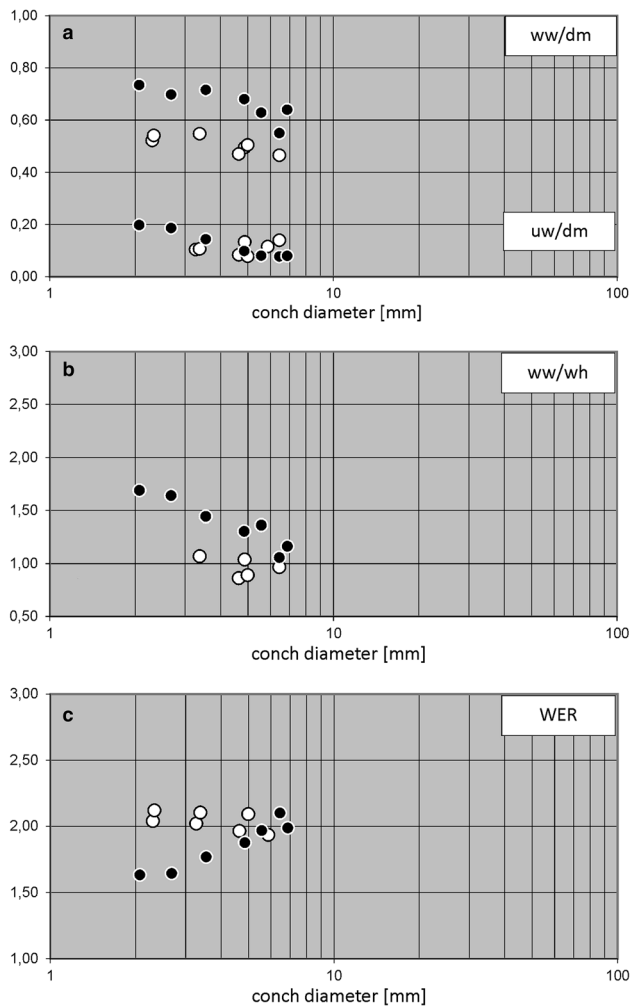 1,00
a
ww/dm
0,80
0,60
0,40
0,20
uw/dm
0,00
1
10
100
conch diameter [mm]
3,00
b
ww/wh
2,50
2,00
1,50
1,00
0,50
1
10
100
conch diameter [mm]
3,00
c
WER
2,50
2,00
1,50
1,00
1
10
100
conch diameter [mm]